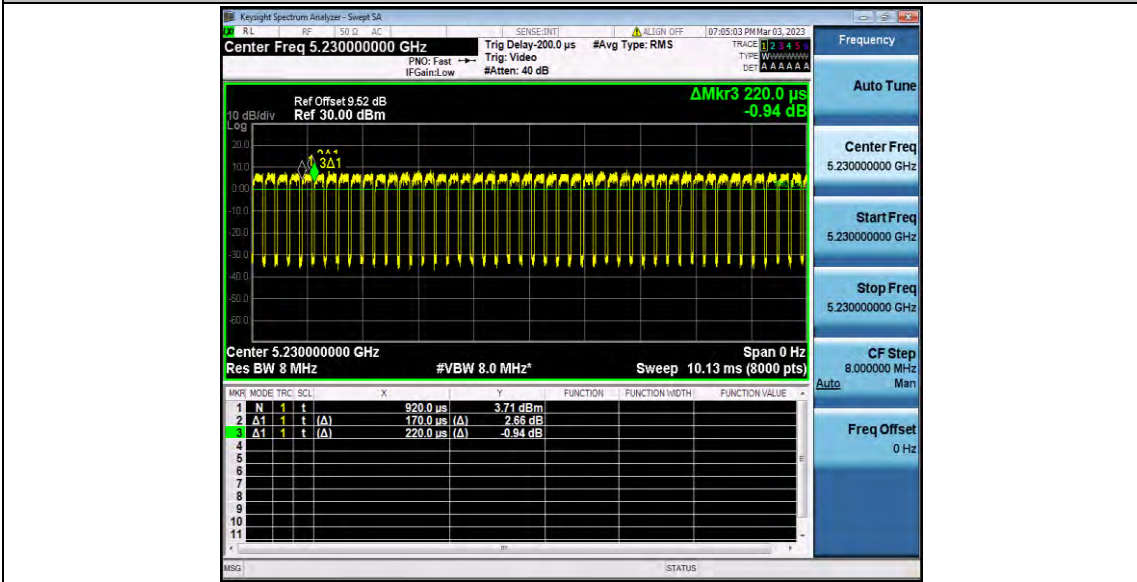 Keysight Spectrum Analyzer - Swept SA
RL RF 50 Ω AC SENSE:INT ALIGN OFF 07:05:03 PM Mar 03, 2023
Center Freq 5.230000000 GHz
PNO: Fast
IFGain:Low
Trig Delay-200.0 µs
Trig: Video
#Atten: 40 dB
#Avg Type: RMS
TRACE 1 2 3 4 5 6
TYPE WWWWWW
DET A A A A A A
Frequency
Auto Tune
Center Freq
5.230000000 GHz
Start Freq
5.230000000 GHz
Stop Freq
5.230000000 GHz
CF Step
8.000000 MHz
Auto Man
Freq Offset
0 Hz
ΔMkr3 220.0 µs
-0.94 dB
Ref Offset 9.52 dB
10 dB/div Ref 30.00 dBm
Log
20.0
10.0
0.00
-10.0
-20.0
-30.0
-40.0
-50.0
-60.0
3Δ1
Center 5.230000000 GHz Span 0 Hz
Res BW 8 MHz #VBW 8.0 MHz* Sweep 10.13 ms (8000 pts)
MKR MODE TRC SCL X Y FUNCTION FUNCTION WIDTH FUNCTION VALUE
1 N 1 t 920.0 µs 3.71 dBm
2 Δ1 1 t (Δ) 170.0 µs (Δ) 2.66 dB
3 Δ1 1 t (Δ) 220.0 µs (Δ) -0.94 dB
4
5
6
7
8
9
10
11
MSG STATUS